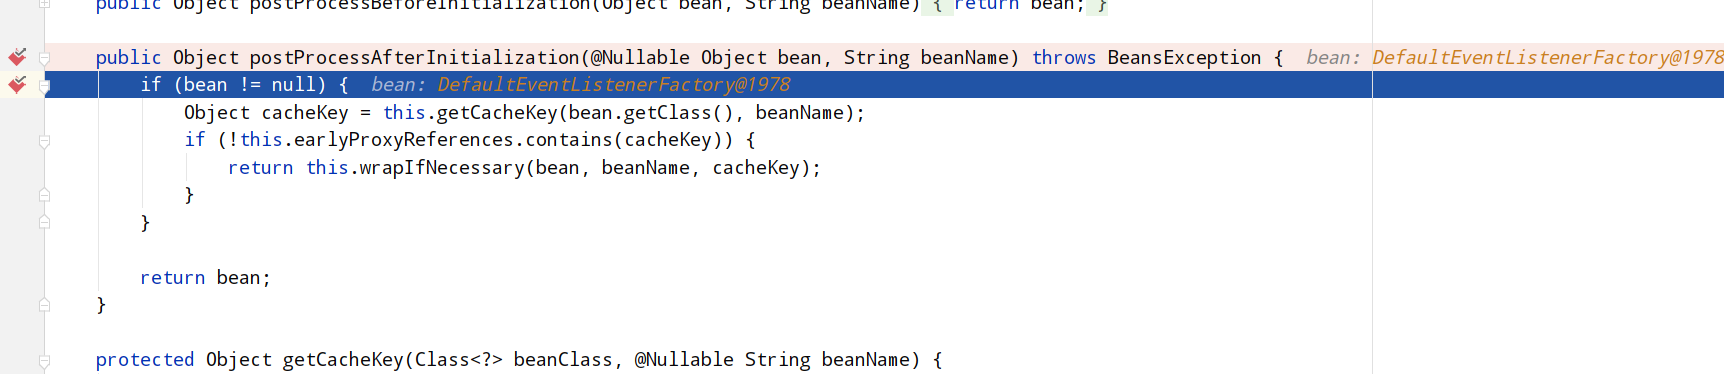 public Object postProcessBeforeInitialization(Object bean, String beanName) { return bean; }
public Object postProcessAfterInitialization(@Nullable Object bean, String beanName) throws BeansException {  bean: DefaultEventListenerFactory@1978
if (bean != null) {  bean: DefaultEventListenerFactory@1978
Object cacheKey = this.getCacheKey(bean.getClass(), beanName);
if (!this.earlyProxyReferences.contains(cacheKey)) {
return this.wrapIfNecessary(bean, beanName, cacheKey);
}
}
return bean;
}
protected Object getCacheKey(Class<?> beanClass, @Nullable String beanName) {